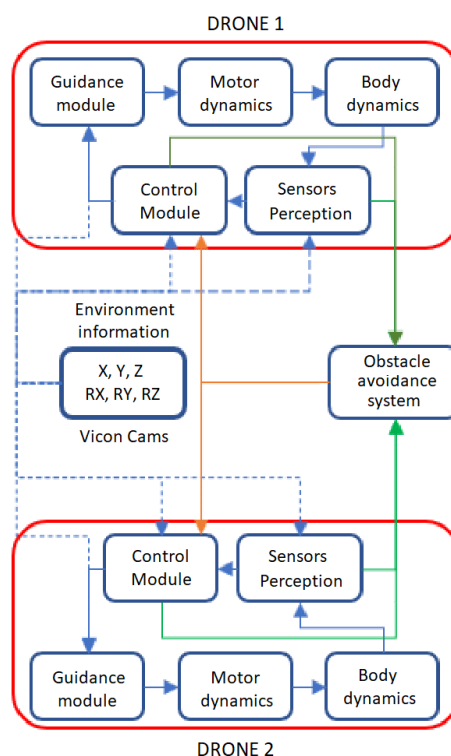 DRONE 1
Guidance
module
Motor
dynamics
Body
dynamics
Control
Module
Sensors
Perception
Environment
information
X, Y, Z
RX, RY, RZ
Vicon Cams
Obstacle
avoidance
system
Control
Module
Sensors
Perception
Guidance
module
Motor
dynamics
Body
dynamics
DRONE 2